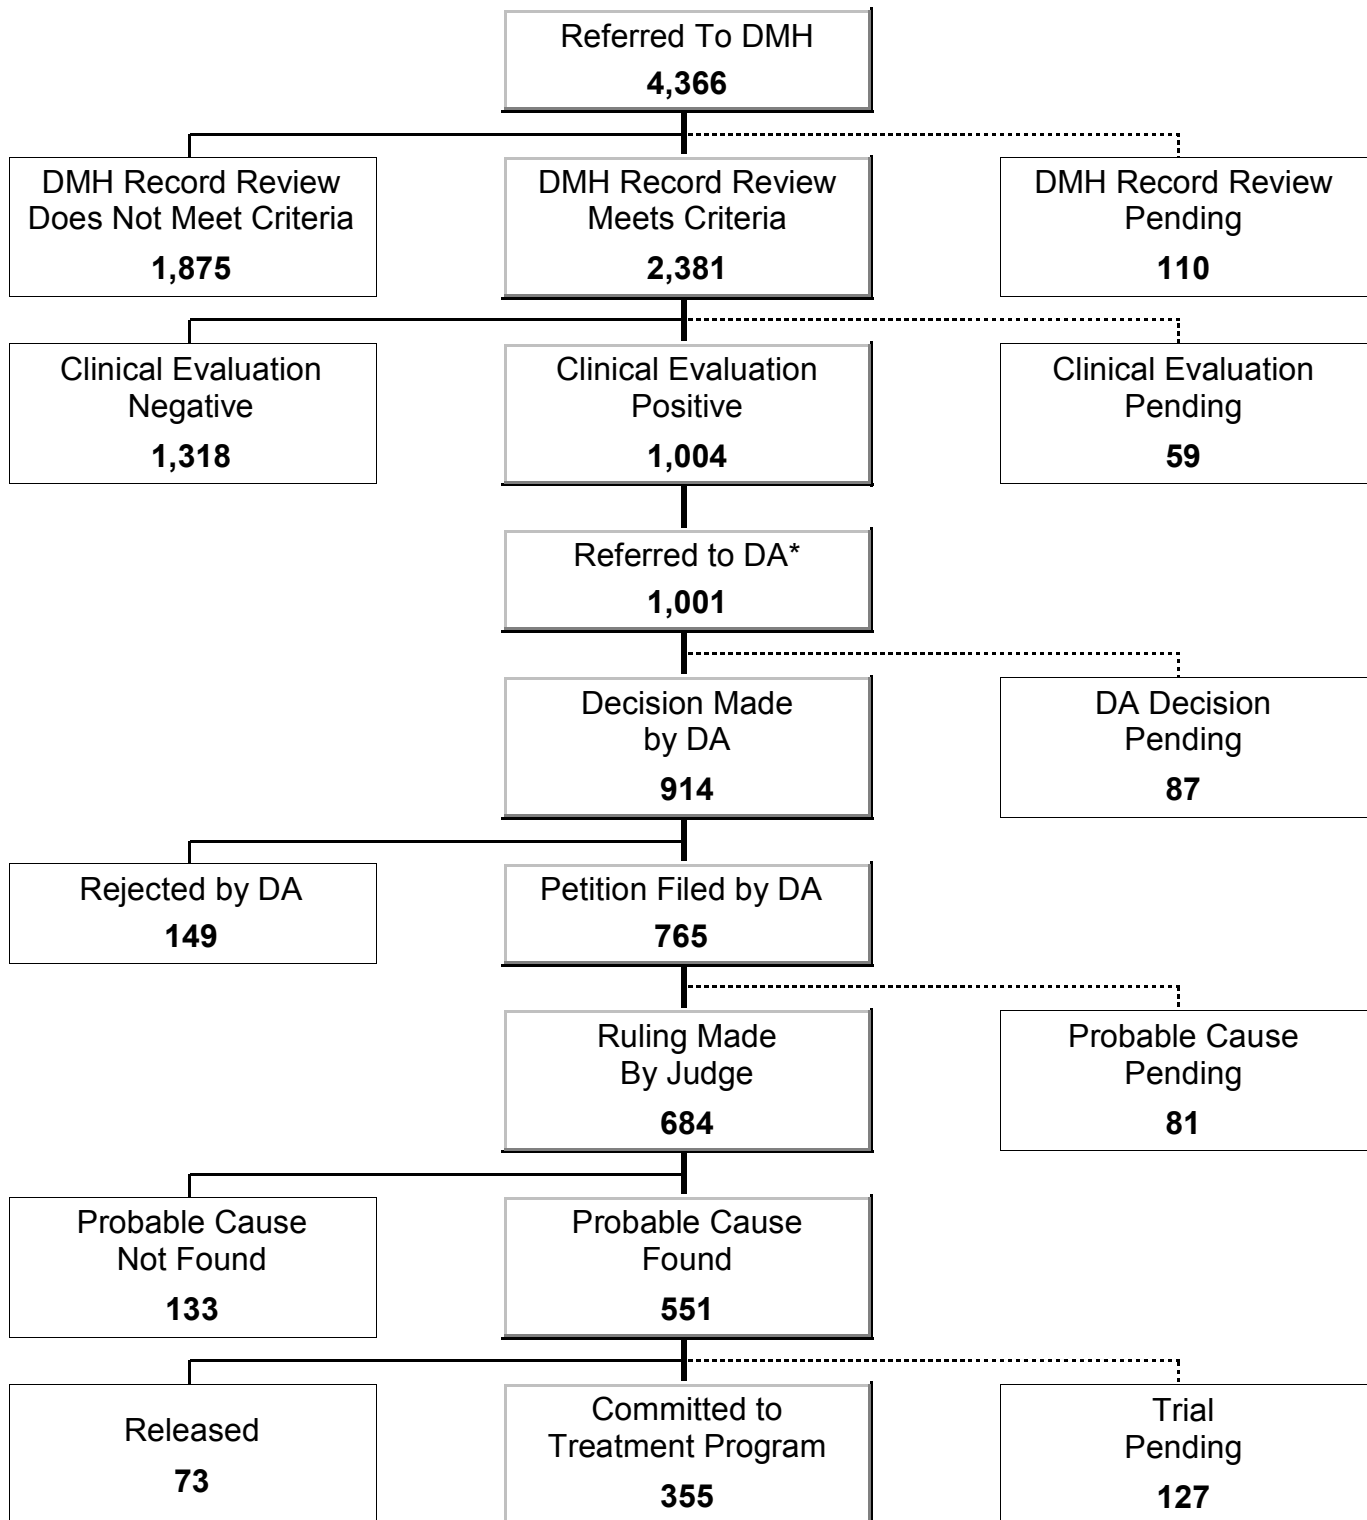 Referred To DMH
4,366
DMH Record Review
Does Not Meet Criteria
1,875
DMH Record Review
Meets Criteria
2,381
DMH Record Review
Pending
110
Clinical Evaluation
Negative
1,318
Clinical Evaluation
Positive
1,004
Clinical Evaluation
Pending
59
Referred to DA*
1,001
Decision Made
by DA
914
DA Decision
Pending
87
Rejected by DA
149
Petition Filed by DA
765
Ruling Made
By Judge
684
Probable Cause
Pending
81
Probable Cause
Not Found
133
Probable Cause
Found
551
Released
73
Committed to
Treatment Program
355
Trial
Pending
127